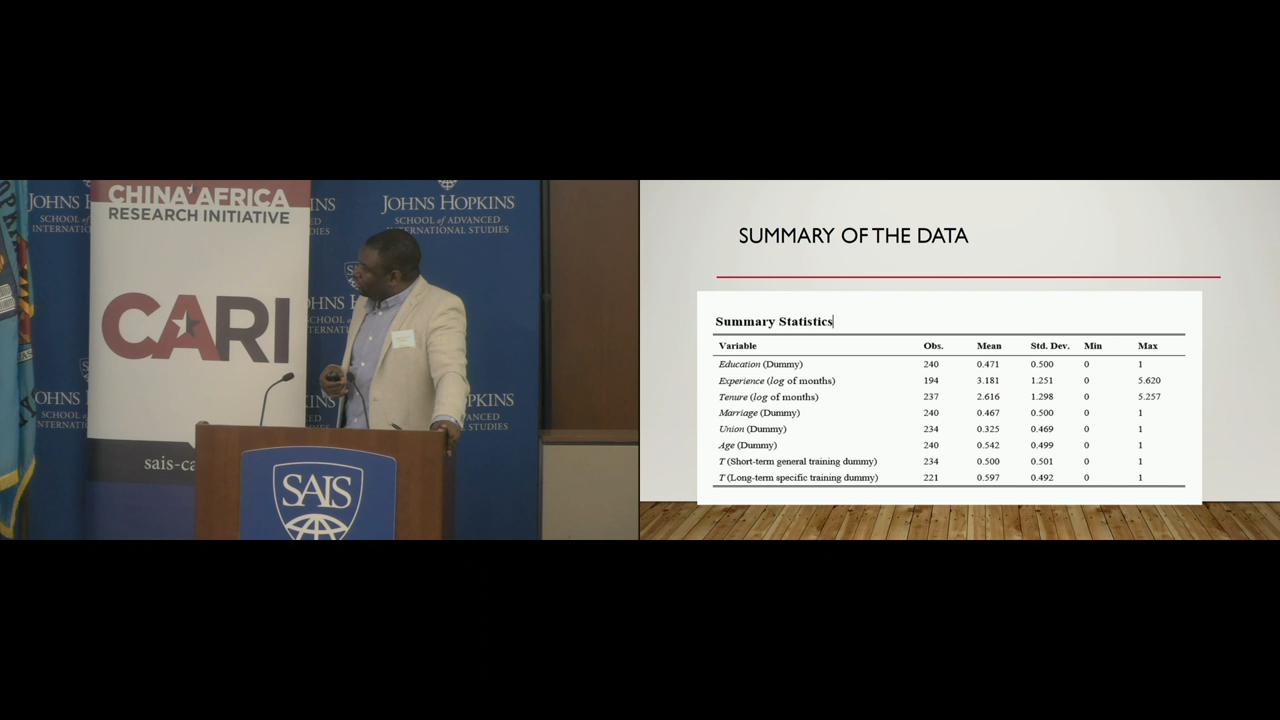 CHINA AFRICA
RESEARCH INITIATIVE
CARI
sais-ca
JOHNS HOPKINS
SCHOOL of ADVANCED
INTERNATIONAL STUDIES
SAIS
SUMMARY OF THE DATA
Summary Statistics
Variable Obs. Mean Std. Dev. Min Max
Education (Dummy) 240 0.471 0.500 0 1
Experience (log of months) 194 3.181 1.251 0 5.620
Tenure (log of months) 237 2.616 1.298 0 5.257
Marriage (Dummy) 240 0.467 0.500 0 1
Union (Dummy) 234 0.325 0.469 0 1
Age (Dummy) 240 0.542 0.499 0 1
T (Short-term general training dummy) 234 0.500 0.501 0 1
T (Long-term specific training dummy) 221 0.597 0.492 0 1